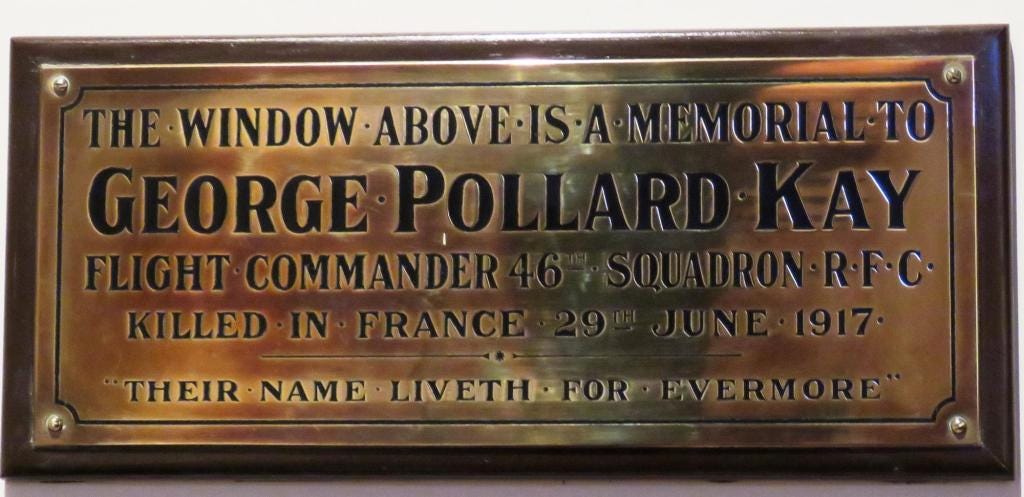 THE·WINDOW·ABOVE·IS·A·MEMORIAL·TO
GEORGE·POLLARD·KAY
FLIGHT·COMMANDER 46TH·SQUADRON·R·F·C·
KILLED·IN·FRANCE·29TH JUNE·1917·
"THEIR·NAME·LIVETH·FOR·EVERMORE"